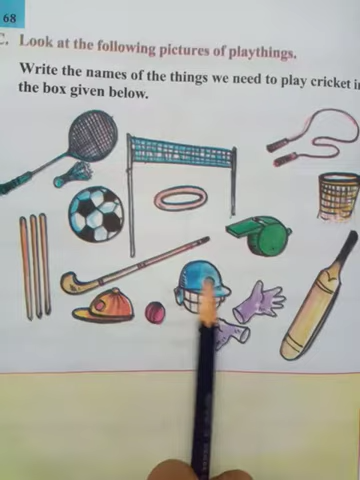 68
C. Look at the following pictures of playthings.
Write the names of the things we need to play cricket in
the box given below.